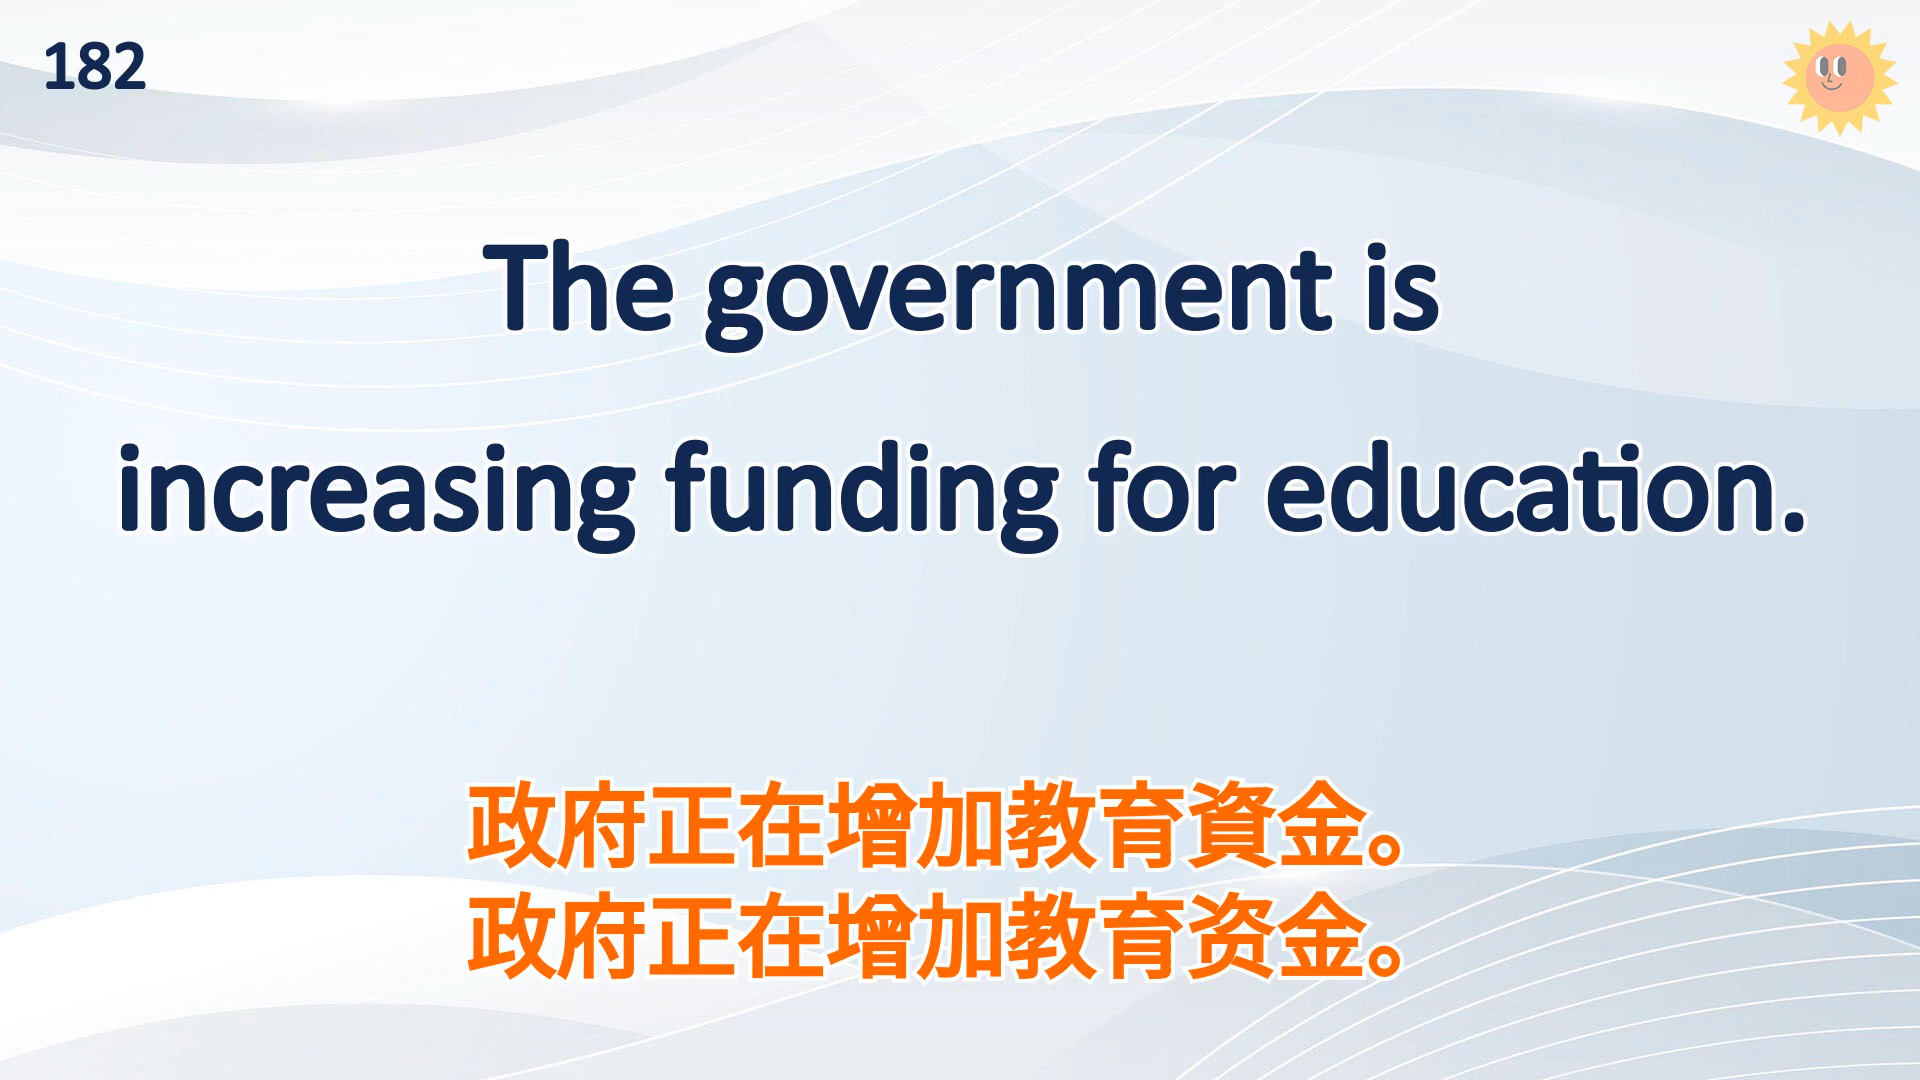 182
The government is
increasing funding for education.
政府正在增加教育資金。
政府正在增加教育资金。